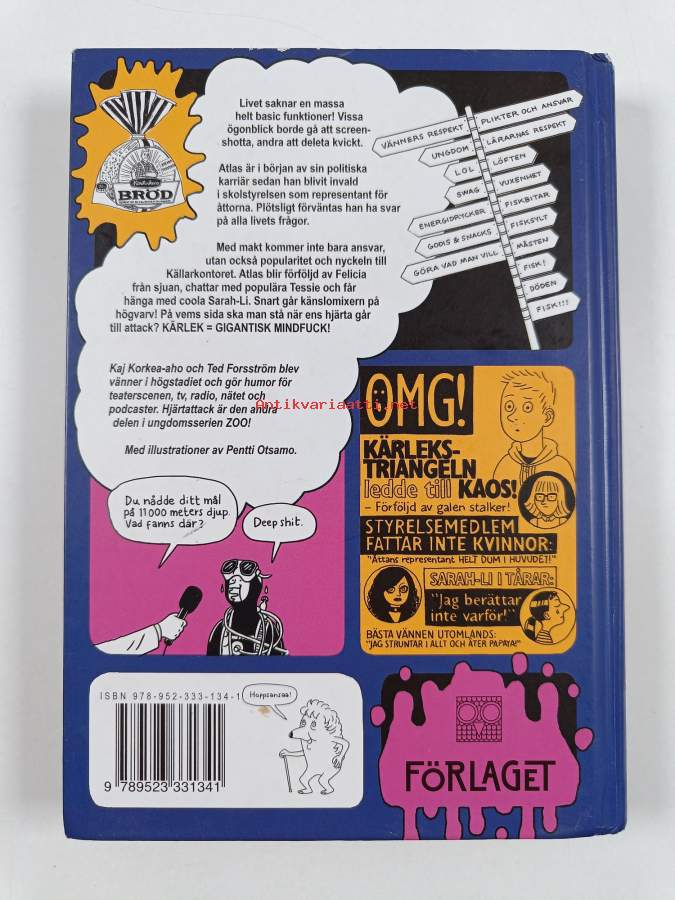 Livet saknar en massa
helt basic funktioner! Vissa
ögonblick borde gå att screen-
shotta, andra att deleta kvickt.
Atlas är i början av sin politiska
karriär sedan han blivit invald
i skolstyrelsen som representant för
åttorna. Plötsligt förväntas han ha svar
på alla livets frågor.
Med makt kommer inte bara ansvar,
utan också popularitet och nyckeln till
Källarkontoret. Atlas blir förföljd av Felicia
från sjuan, chattar med populära Tessie och får
hänga med coola Sarah-Li. Snart går känslomixern på
högvarv! På vems sida ska man stå när ens hjärta går
till attack? KÄRLEK = GIGANTISK MINDFUCK!
Kaj Korkea-aho och Ted Forsström blev
vänner i högstadiet och gör humor för
teaterscenen, tv, radio, nätet och
podcaster. Hjärtattack är den andra
delen i ungdomsserien ZOO!
Med illustrationer av Pentti Otsamo.
BRÖD
VÄNNERS RESPEKT
UNGDOM
LOL
SWAG
ENERGIDRYCKER
GODIS & SNACKS
GÖRA VAD MAN VILL
PLIKTER OCH ANSVAR
LÄRARNAS RESPEKT
LÖFTEN
VUXENHET
FISKBITAR
FISKSYLT
MÅSTEN
FISK!
DÖDEN
FISK!!!
Antikvariaatti.net
ÖMG!
KÄRLEKS-
TRIANGELN
ledde till KAOS!
– Förföljd av galen stalker!
STYRELSEMEDLEM
FATTAR INTE KVINNOR:
"Åttans representant HELT DUM I HUVUDET!"
SARAH-LI I TÅRAR:
"Jag berättar
inte varför!"
BÄSTA VÄNNEN UTOMLANDS:
"JAG STRUNTAR I ALLT OCH ÄTER PAPAYA!"
Du nådde ditt mål
på 11000 meters djup.
Vad fanns där?
Deep shit.
ISBN 978-952-333-134-1
Hoppsansaa!
9 789523 331341
FÖRLAGET